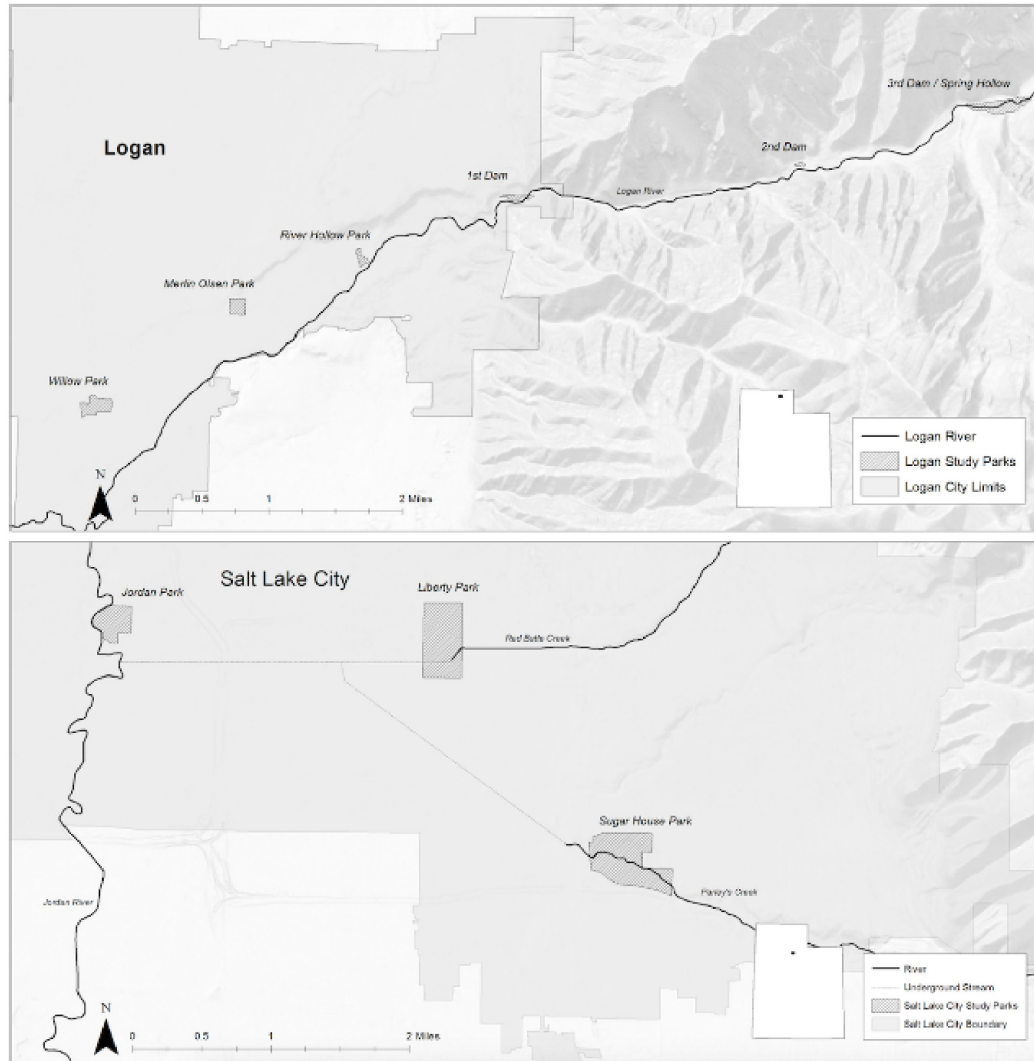 3rd Dam / Spring Hollow
Logan
2nd Dam
1st Dam
Logan River
River Hollow Park
Merlin Olsen Park
Willow Park
N
0 0.5 1 2 Miles
Logan River
Logan Study Parks
Logan City Limits
Salt Lake City
Jordan Park
Liberty Park
Red Butte Creek
Sugar House Park
Parley's Creek
Jordan River
N
0 0.5 1 2 Miles
River
Underground Stream
Salt Lake City Study Parks
Salt Lake City Boundary